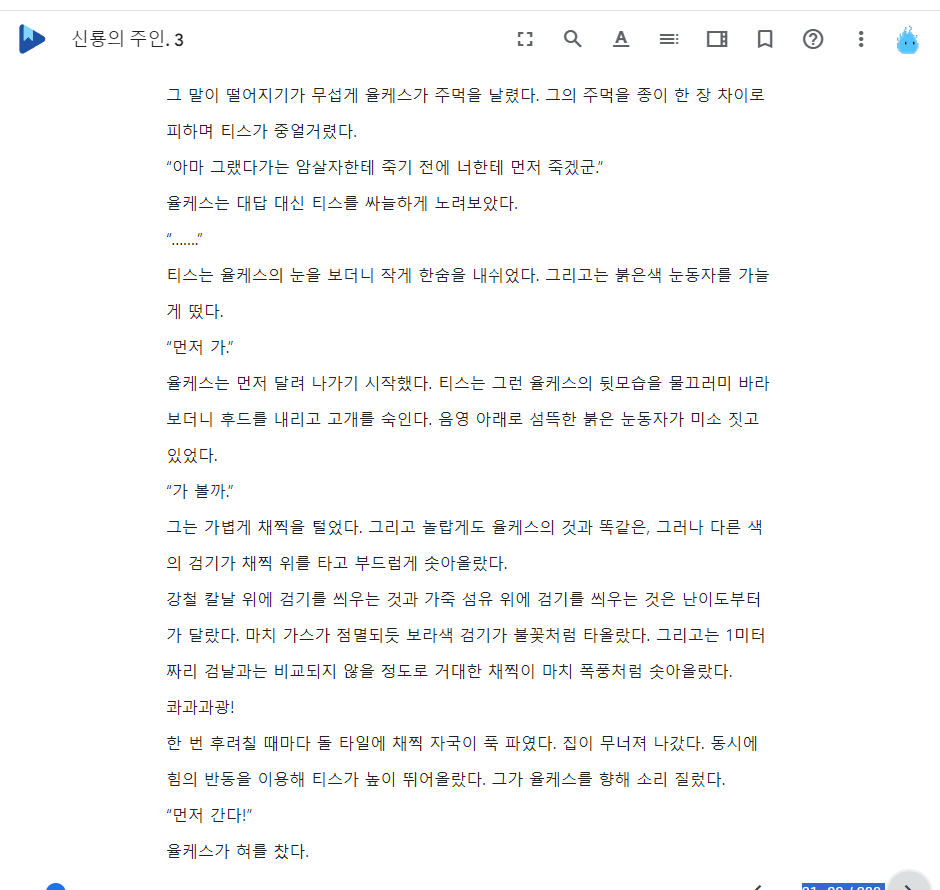 신룡의 주인. 3
그 말이 떨어지기가 무섭게 율케스가 주먹을 날렸다. 그의 주먹을 종이 한 장 차이로
피하며 티스가 중얼거렸다.
“아마 그랬다가는 암살자한테 죽기 전에 너한테 먼저 죽겠군.”
율케스는 대답 대신 티스를 싸늘하게 노려보았다.
“…….”
티스는 율케스의 눈을 보더니 작게 한숨을 내쉬었다. 그리고는 붉은색 눈동자를 가늘
게 떴다.
“먼저 가.”
율케스는 먼저 달려 나가기 시작했다. 티스는 그런 율케스의 뒷모습을 물끄러미 바라
보더니 후드를 내리고 고개를 숙인다. 음영 아래로 섬뜩한 붉은 눈동자가 미소 짓고
있었다.
“가 볼까.”
그는 가볍게 채찍을 털었다. 그리고 놀랍게도 율케스의 것과 똑같은, 그러나 다른 색
의 검기가 채찍 위를 타고 부드럽게 솟아올랐다.
강철 칼날 위에 검기를 씌우는 것과 가죽 섬유 위에 검기를 씌우는 것은 난이도부터
가 달랐다. 마치 가스가 점멸되듯 보라색 검기가 불꽃처럼 타올랐다. 그리고는 1미터
짜리 검날과는 비교되지 않을 정도로 거대한 채찍이 마치 폭풍처럼 솟아올랐다.
콰과과광!
한 번 후려칠 때마다 돌 타일에 채찍 자국이 푹 파였다. 집이 무너져 나갔다. 동시에
힘의 반동을 이용해 티스가 높이 뛰어올랐다. 그가 율케스를 향해 소리 질렀다.
“먼저 간다!”
율케스가 혀를 찼다.